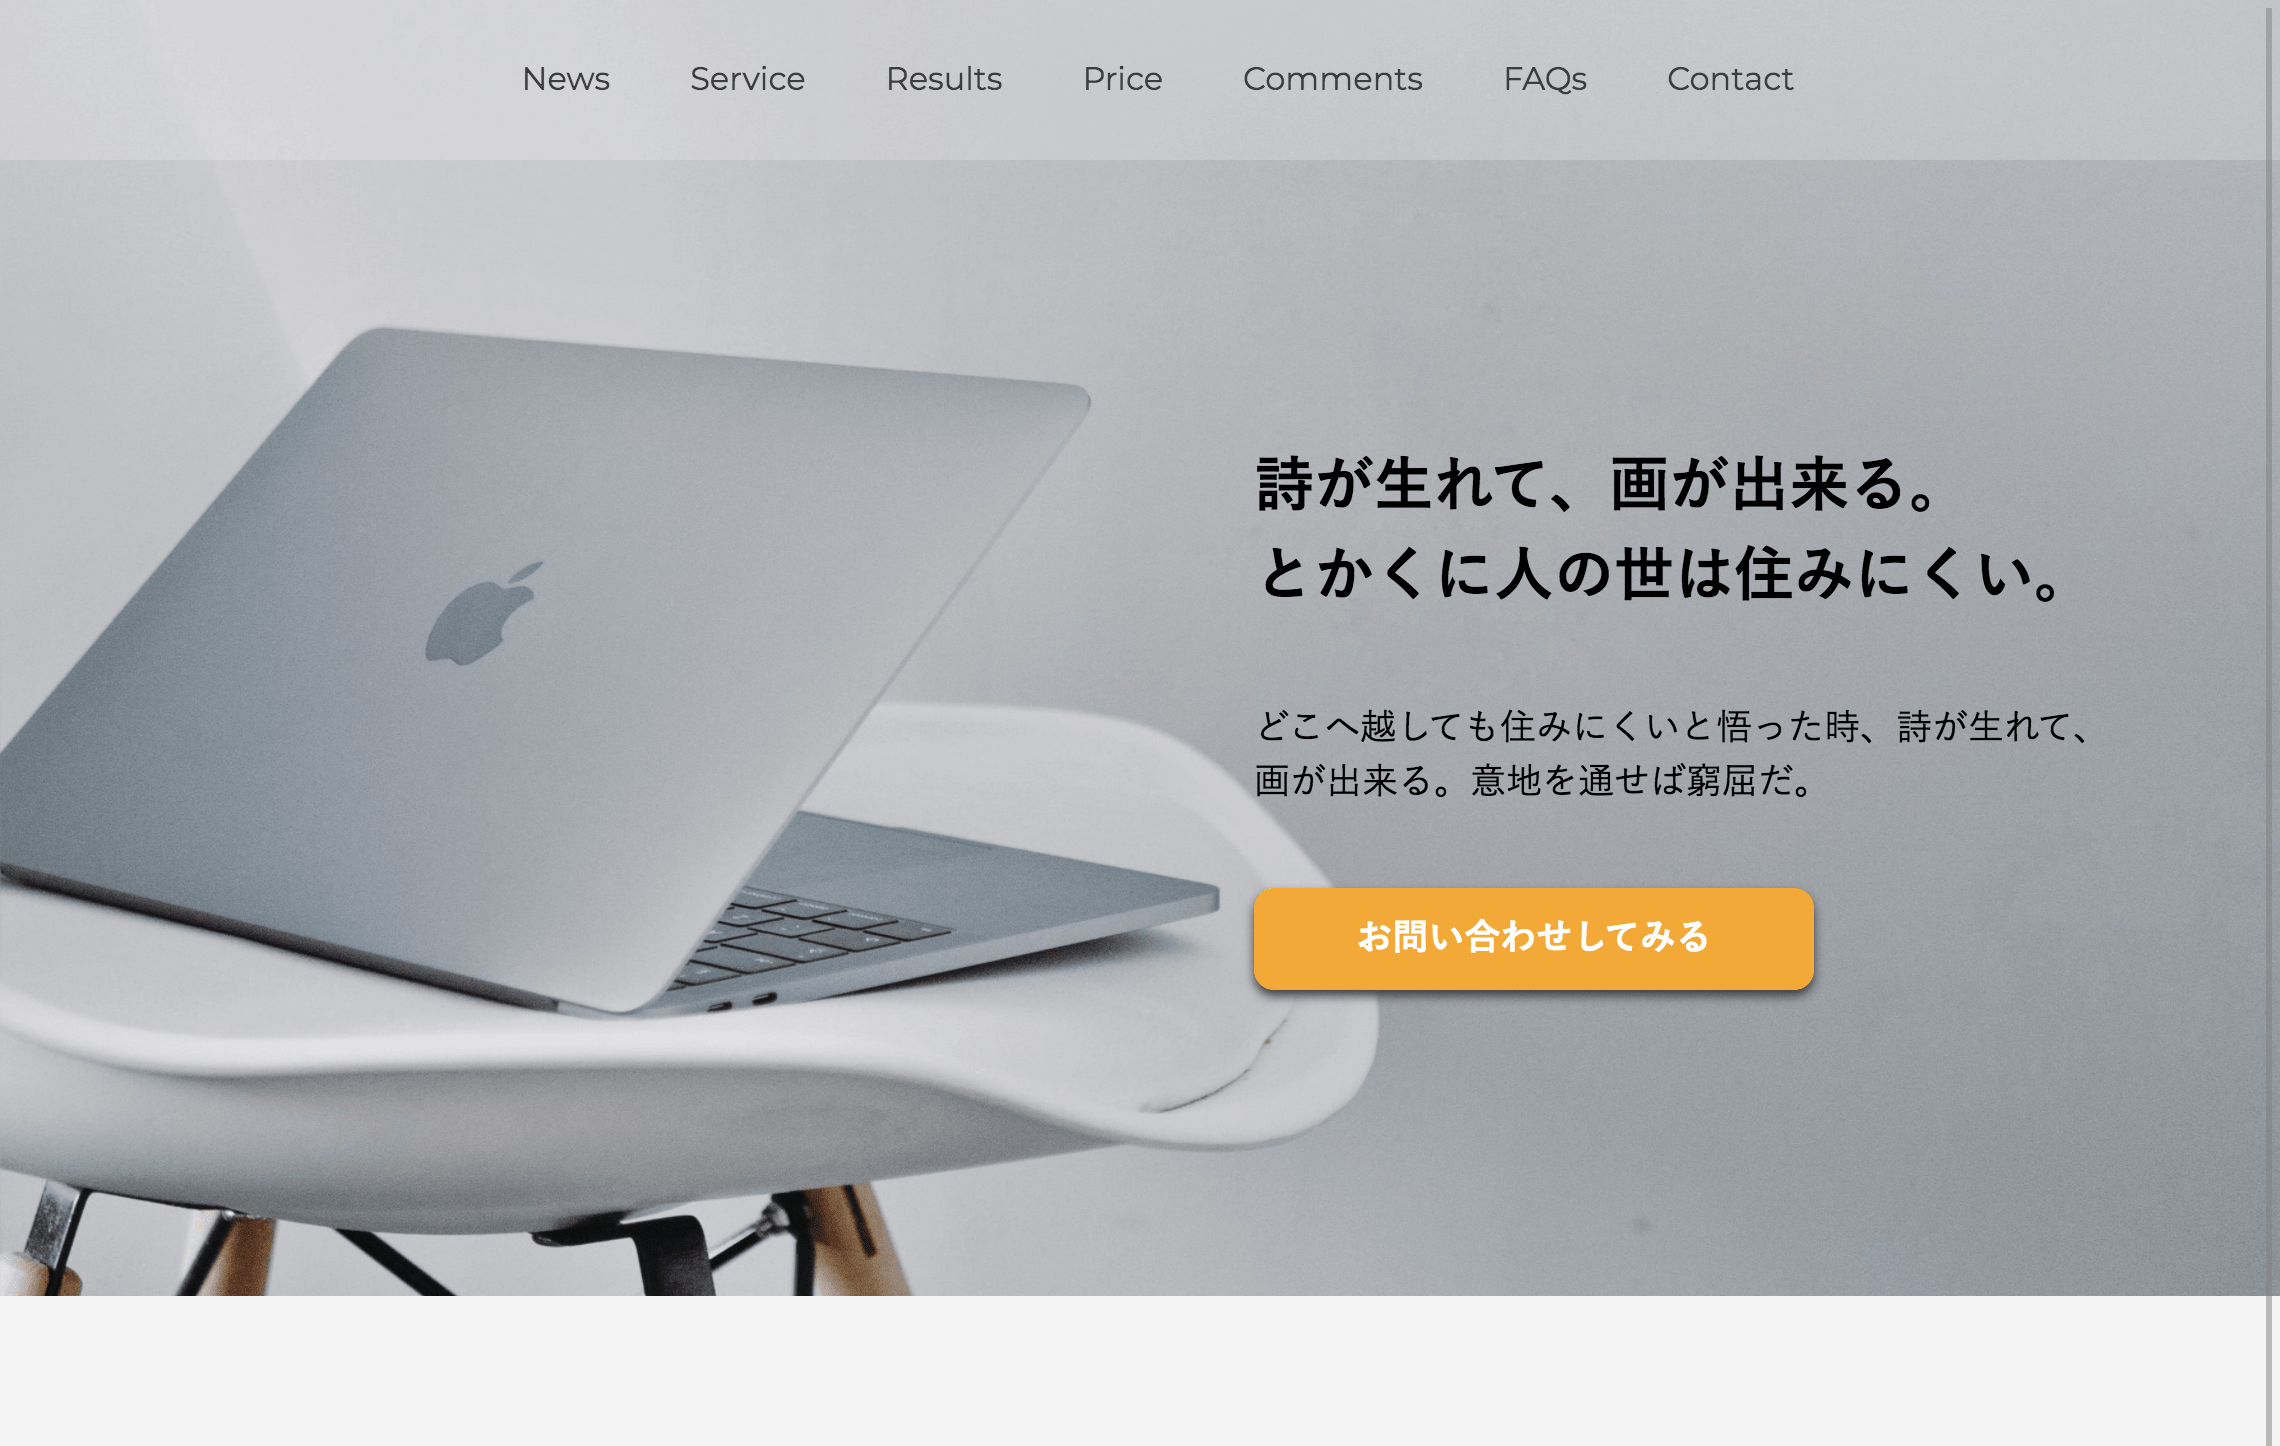 News
Service
Results
Price
Comments
FAQs
Contact
詩が生れて、画が出来る。
とかくに人の世は住みにくい。
どこへ越しても住みにくいと悟った時、詩が生れて、
画が出来る。意地を通せば窮屈だ。
お問い合わせしてみる